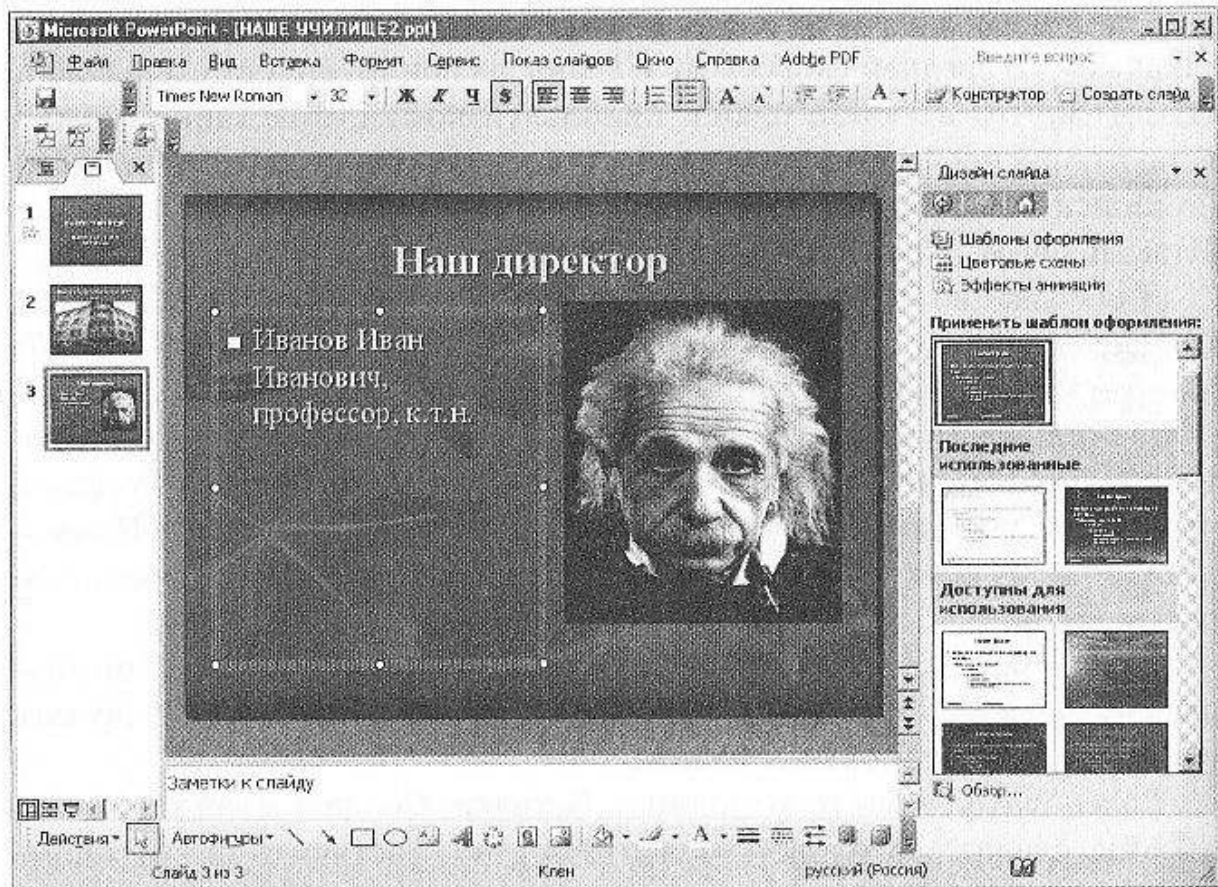 Microsoft PowerPoint - [НАШЕ УЧИЛИЩЕ2.ppt]
Файл Правка Вид Вставка Формат Сервис Показ слайдов Окно Справка Adobe PDF Введите вопрос
Times New Roman 32 Ж К Ч S A A A Конструктор Создать слайд
1
2
3
Наш директор
Иванов Иван
Иванович,
профессор, к.т.н.
Заметки к слайду
Дизайн слайда
Шаблоны оформления
Цветовые схемы
Эффекты анимации
Применить шаблон оформления:
Последние
использованные
Доступны для
использования
Обзор...
Действия Автофигуры A
Слайд 3 из 3 Клен русский (Россия)